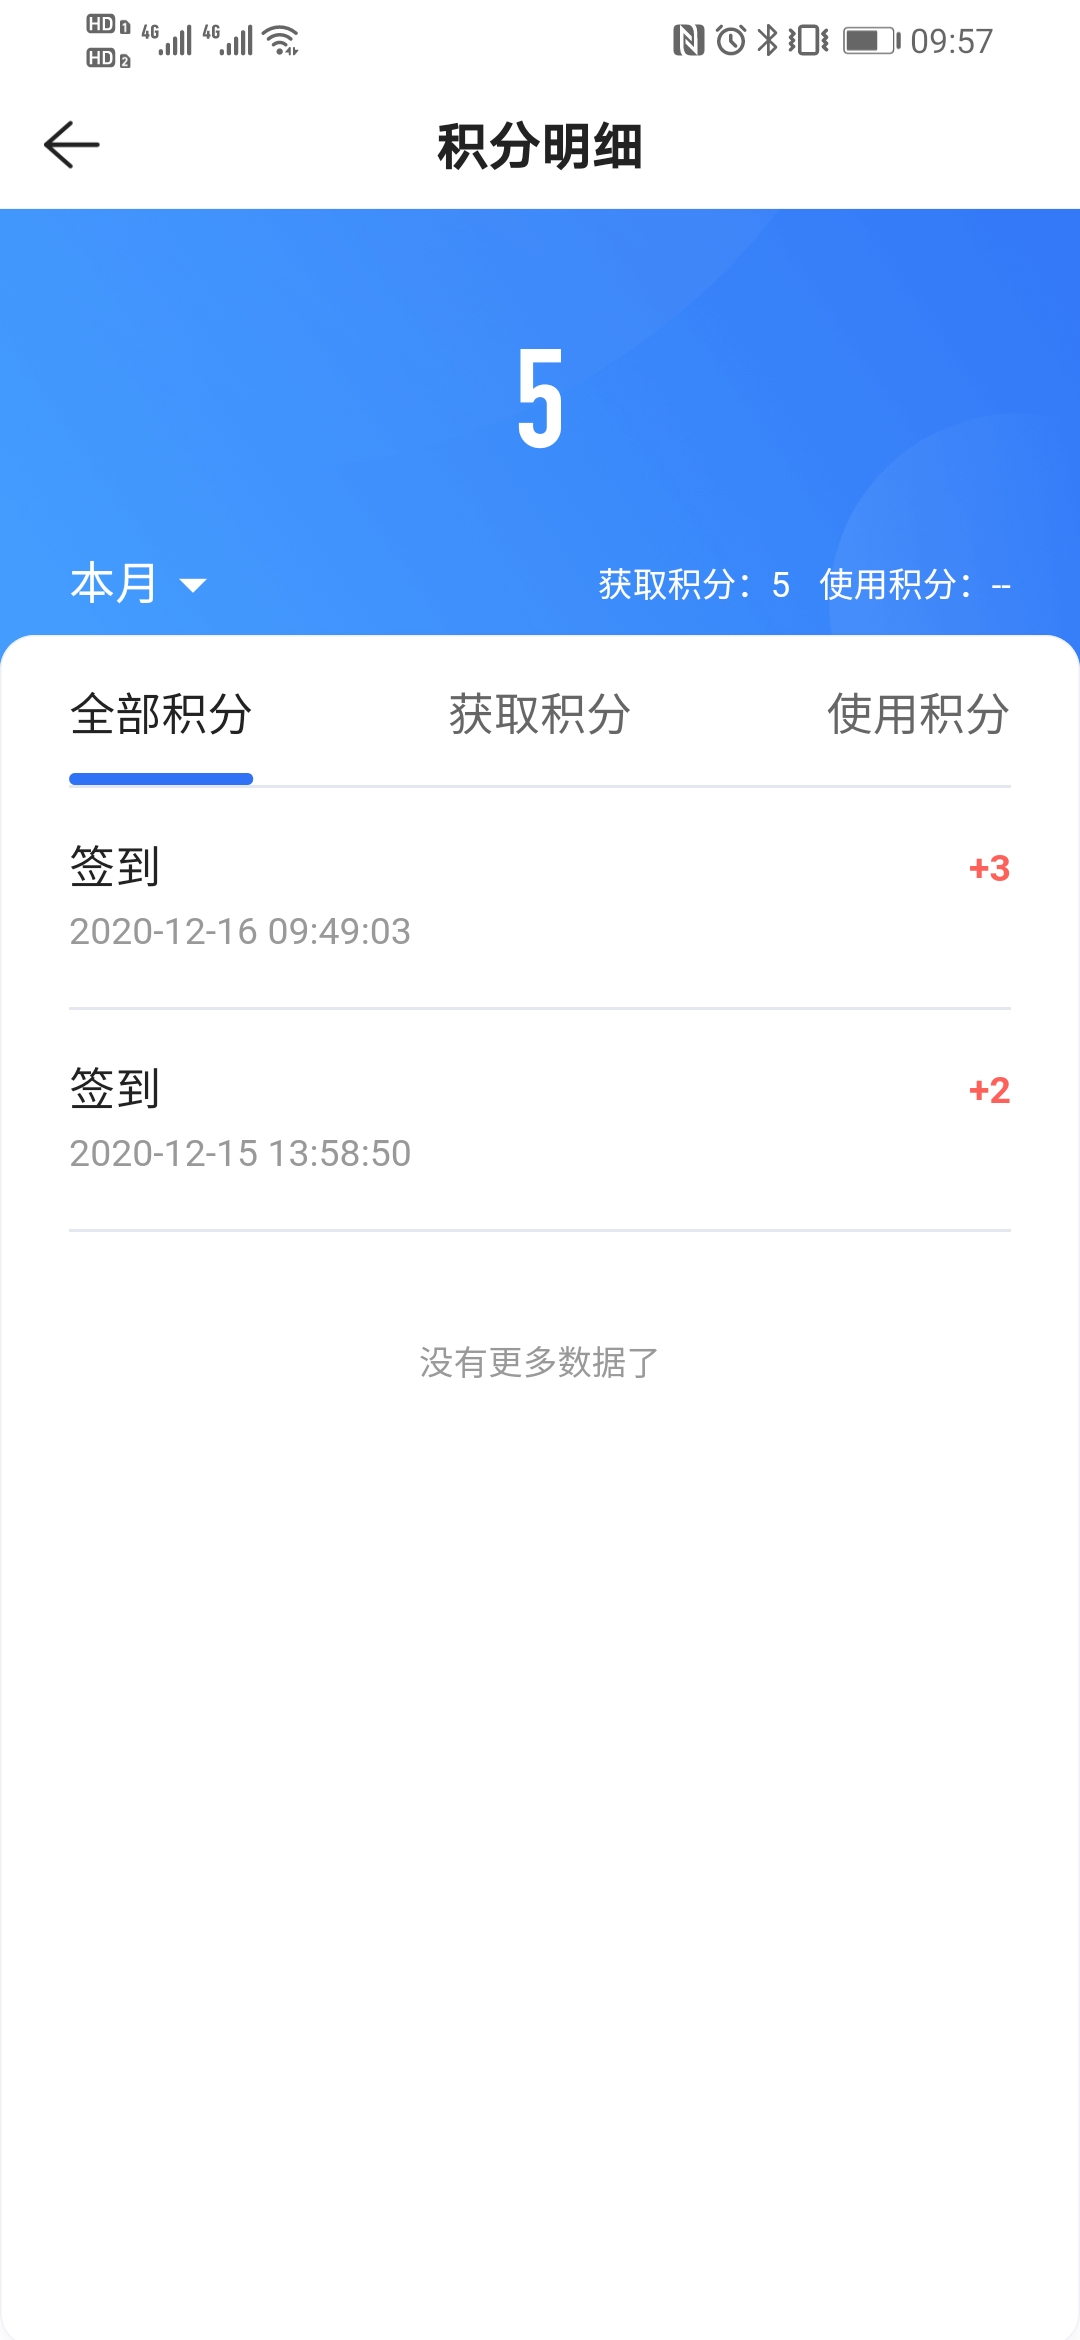 HD 1 4G 4G 09:57
HD 2
积分明细
5
本月 获取积分：5 使用积分：--
全部积分 获取积分 使用积分
签到 +3
2020-12-16 09:49:03
签到 +2
2020-12-15 13:58:50
没有更多数据了